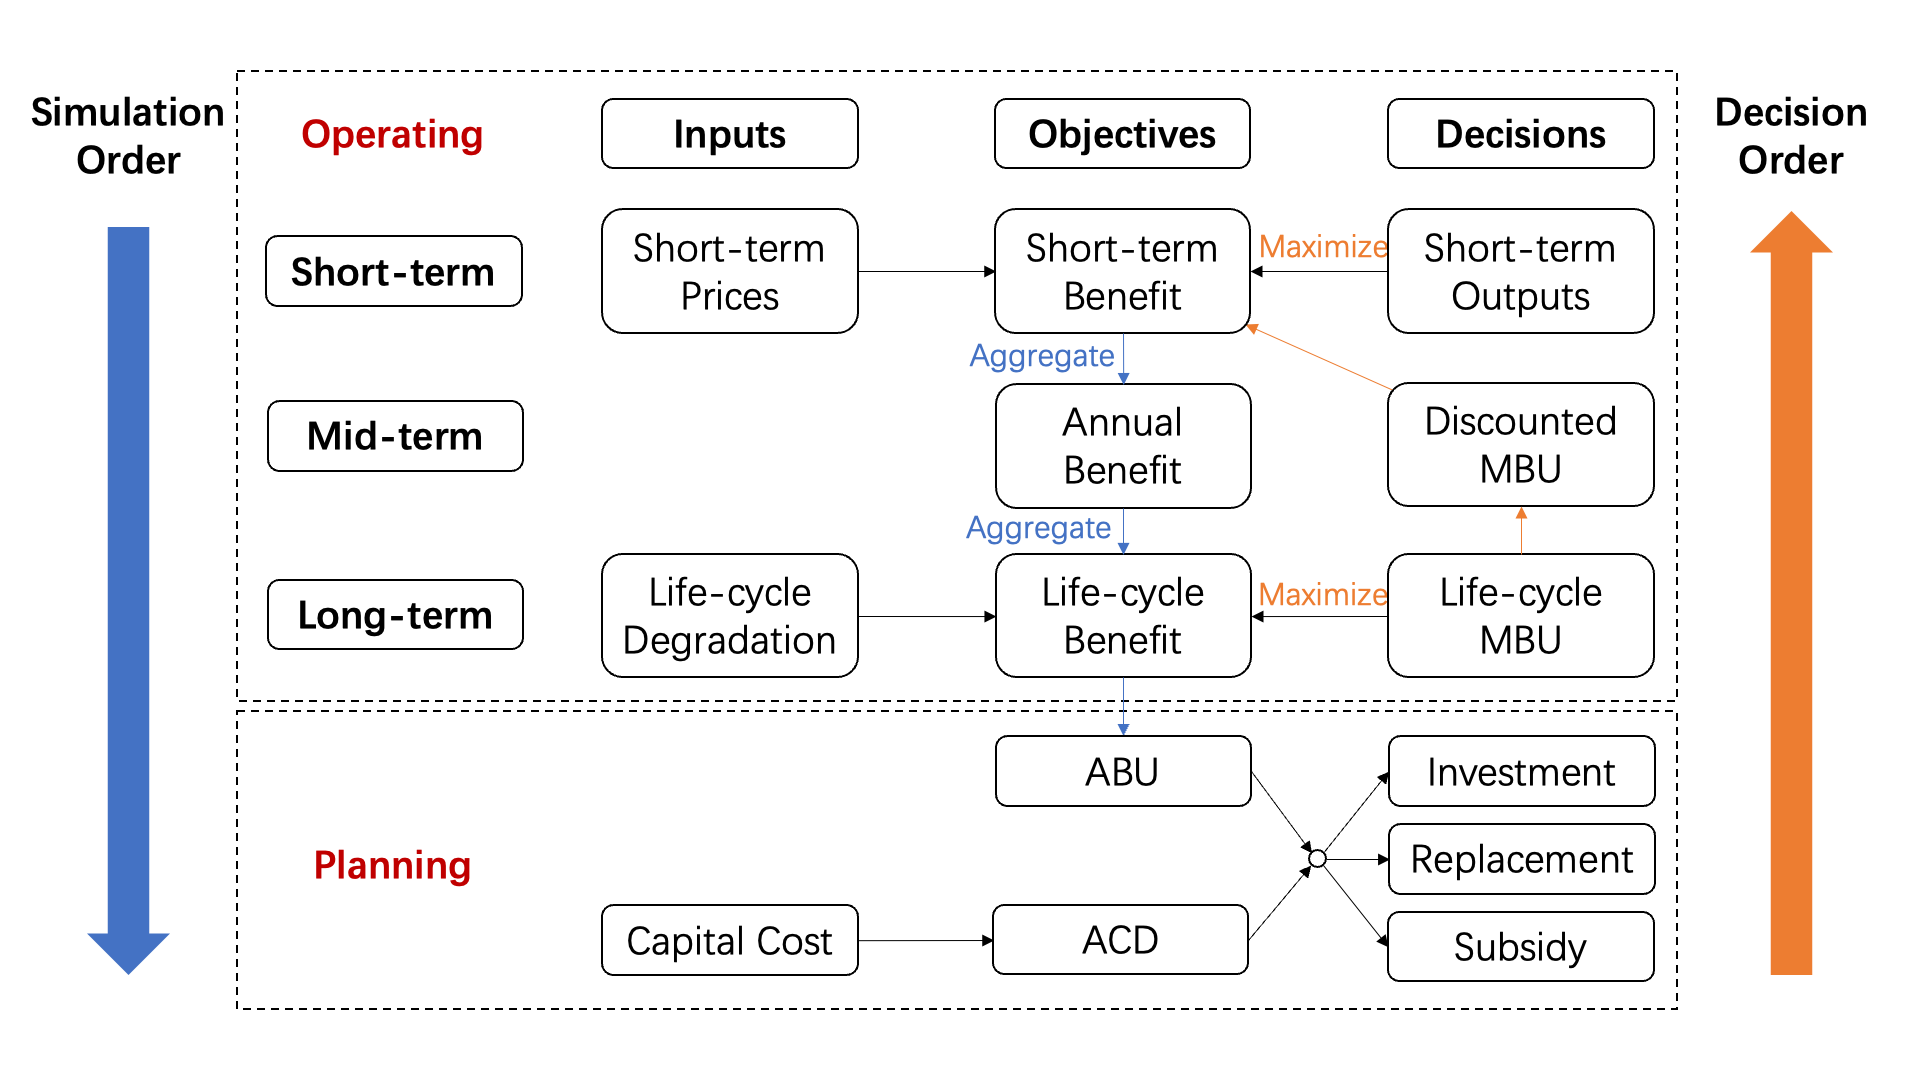 Simulation
Order
Operating
Inputs
Objectives
Decisions
Decision
Order
Short-term
Short-term
Prices
Short-term
Benefit
Maximize
Short-term
Outputs
Aggregate
Mid-term
Annual
Benefit
Discounted
MBU
Aggregate
Long-term
Life-cycle
Degradation
Life-cycle
Benefit
Maximize
Life-cycle
MBU
Planning
ABU
Investment
Replacement
Capital Cost
ACD
Subsidy